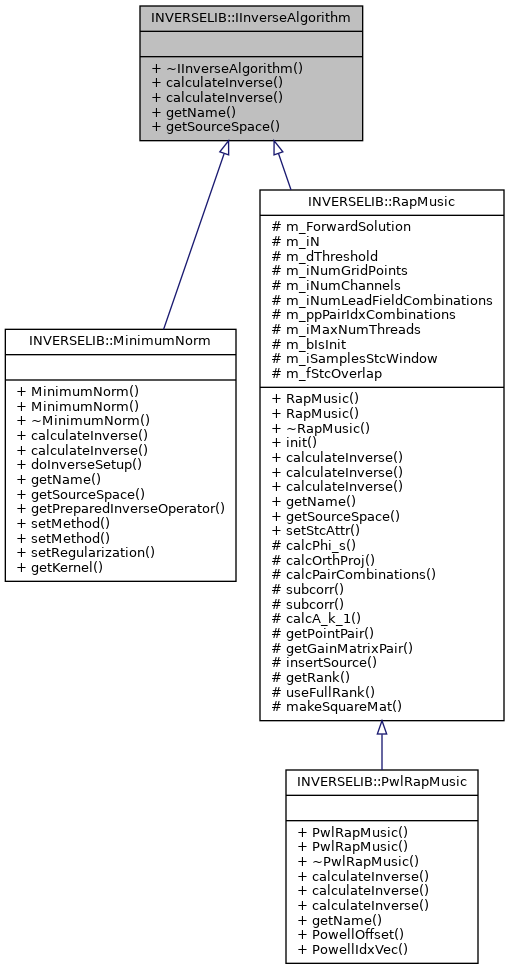 INVERSELIB::IInverseAlgorithm
+ ~IInverseAlgorithm()
+ calculateInverse()
+ calculateInverse()
+ getName()
+ getSourceSpace()
INVERSELIB::MinimumNorm
+ MinimumNorm()
+ MinimumNorm()
+ ~MinimumNorm()
+ calculateInverse()
+ calculateInverse()
+ doInverseSetup()
+ getName()
+ getSourceSpace()
+ getPreparedInverseOperator()
+ setMethod()
+ setMethod()
+ setRegularization()
+ getKernel()
INVERSELIB::RapMusic
# m_ForwardSolution
# m_iN
# m_dThreshold
# m_iNumGridPoints
# m_iNumChannels
# m_iNumLeadFieldCombinations
# m_ppPairIdxCombinations
# m_iMaxNumThreads
# m_bIsInit
# m_iSamplesStcWindow
# m_fStcOverlap
+ RapMusic()
+ RapMusic()
+ ~RapMusic()
+ init()
+ calculateInverse()
+ calculateInverse()
+ calculateInverse()
+ getName()
+ getSourceSpace()
+ setStcAttr()
# calcPhi_s()
# calcOrthProj()
# calcPairCombinations()
# subcorr()
# subcorr()
# calcA_k_1()
# getPointPair()
# getGainMatrixPair()
# insertSource()
# getRank()
# useFullRank()
# makeSquareMat()
INVERSELIB::PwlRapMusic
+ PwlRapMusic()
+ PwlRapMusic()
+ ~PwlRapMusic()
+ calculateInverse()
+ calculateInverse()
+ calculateInverse()
+ getName()
+ PowellOffset()
+ PowellIdxVec()